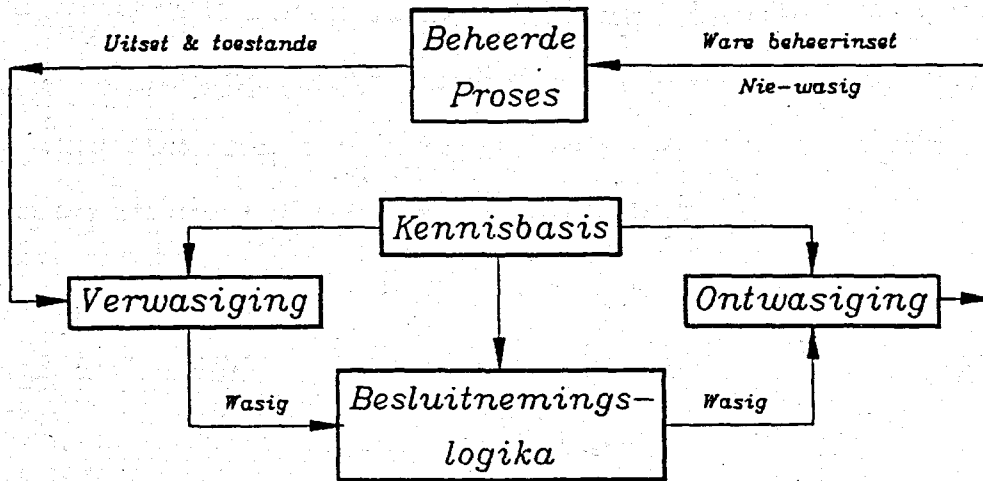 Uitset & toestande
Beheerde
Proses
Ware beheerinset
Nie-wasig
Kennisbasis
Verwasiging
Ontwasiging
Wasig
Besluitnemings-
logika
Wasig